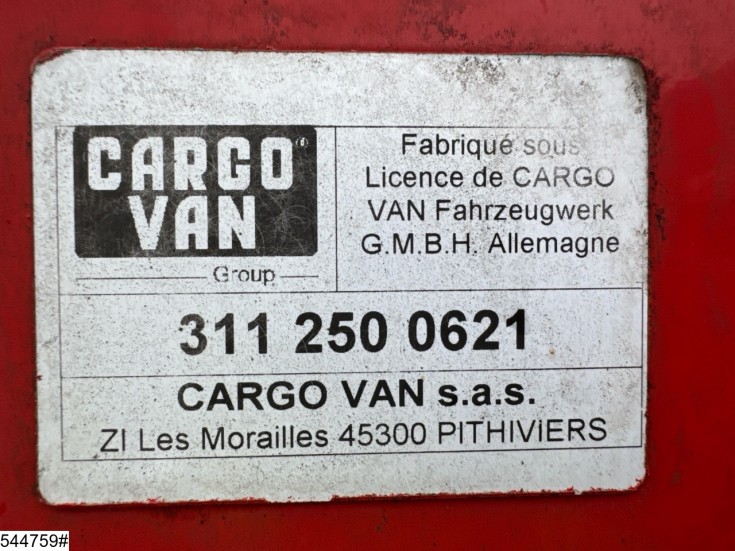 CARGO
VAN
Group
Fabriqué sous
Licence de CARGO
VAN Fahrzeugwerk
G.M.B.H. Allemagne
311 250 0621
CARGO VAN s.a.s.
ZI Les Morailles 45300 PITHIVIERS
544759#